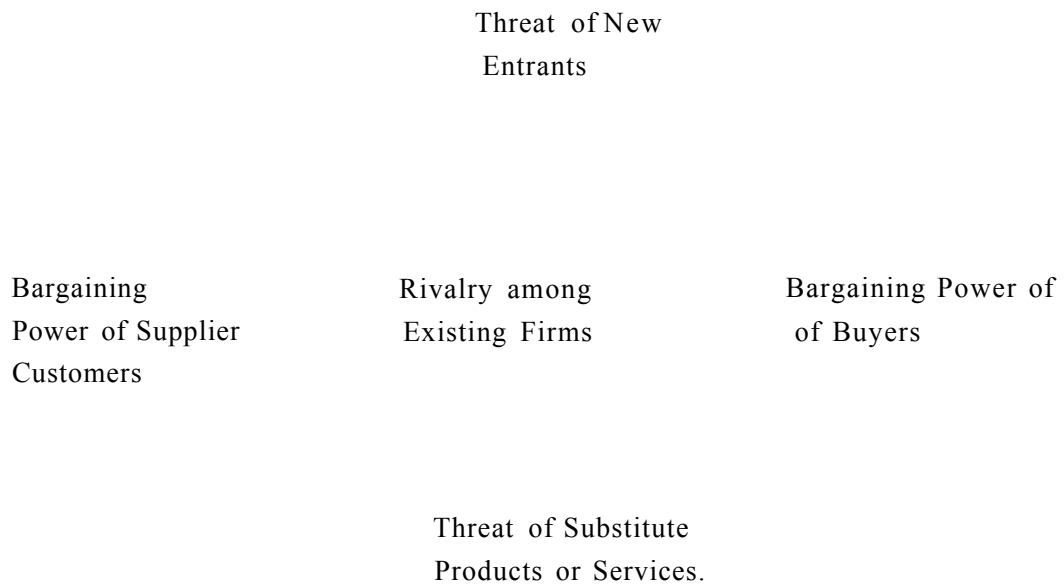 Threat of New
Entrants
Bargaining
Power of Supplier
Customers
Rivalry among
Existing Firms
Bargaining Power of
of Buyers
Threat of Substitute
Products or Services.